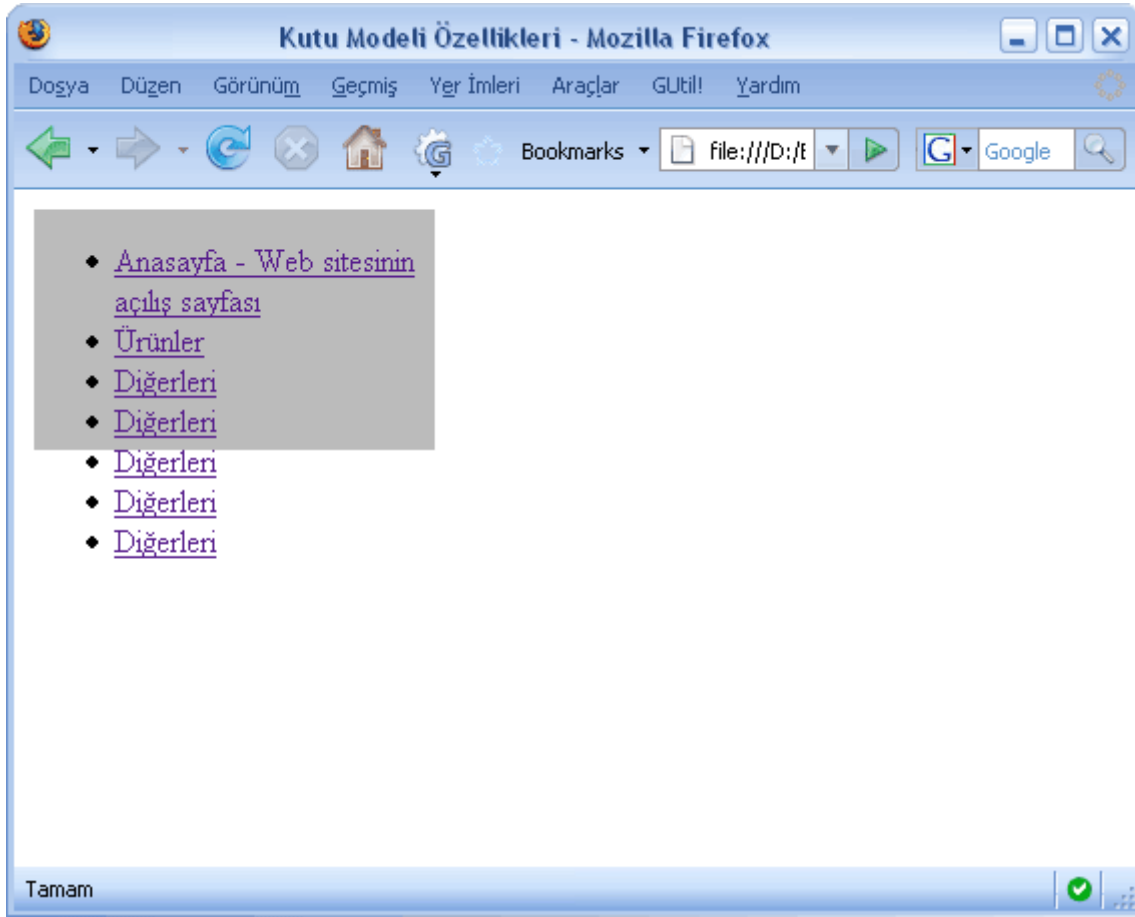 Kutu Modeli Özellikleri - Mozilla Firefox
Dosya Düzen Görünüm Geçmiş Yer İmleri Araçlar GUtil! Yardım
G Bookmarks file:///D:/E G Google
Anasayfa - Web sitesinin
açılış sayfası
Ürünler
Diğerleri
Diğerleri
Diğerleri
Diğerleri
Diğerleri
Tamam